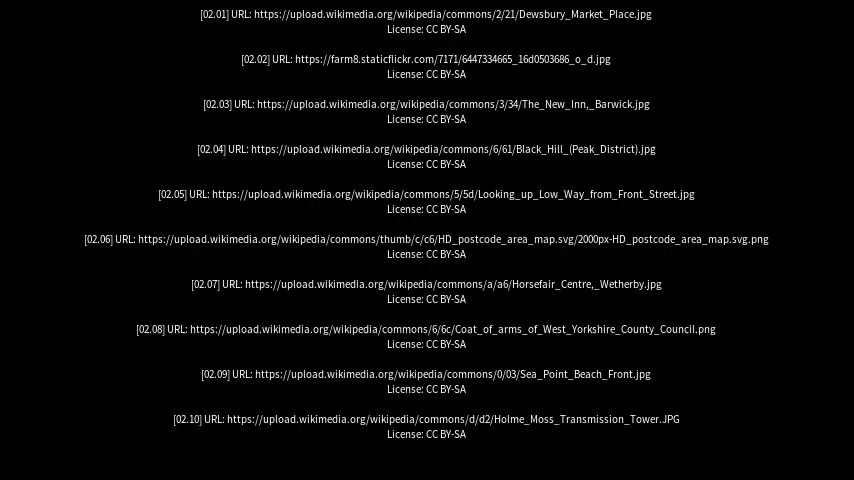 [02.01] URL: https://upload.wikimedia.org/wikipedia/commons/2/21/Dewsbury_Market_Place.jpg
License: CC BY-SA
[02.02] URL: https://farm8.staticflickr.com/7171/6447334665_16d0503686_o_d.jpg
License: CC BY-SA
[02.03] URL: https://upload.wikimedia.org/wikipedia/commons/3/34/The_New_Inn,_Barwick.jpg
License: CC BY-SA
[02.04] URL: https://upload.wikimedia.org/wikipedia/commons/6/61/Black_Hill_(Peak_District).jpg
License: CC BY-SA
[02.05] URL: https://upload.wikimedia.org/wikipedia/commons/5/5d/Looking_up_Low_Way_from_Front_Street.jpg
License: CC BY-SA
[02.06] URL: https://upload.wikimedia.org/wikipedia/commons/thumb/c/c6/HD_postcode_area_map.svg/2000px-HD_postcode_area_map.svg.png
License: CC BY-SA
[02.07] URL: https://upload.wikimedia.org/wikipedia/commons/a/a6/Horsefair_Centre,_Wetherby.jpg
License: CC BY-SA
[02.08] URL: https://upload.wikimedia.org/wikipedia/commons/6/6c/Coat_of_arms_of_West_Yorkshire_County_Council.png
License: CC BY-SA
[02.09] URL: https://upload.wikimedia.org/wikipedia/commons/0/03/Sea_Point_Beach_Front.jpg
License: CC BY-SA
[02.10] URL: https://upload.wikimedia.org/wikipedia/commons/d/d2/Holme_Moss_Transmission_Tower.JPG
License: CC BY-SA